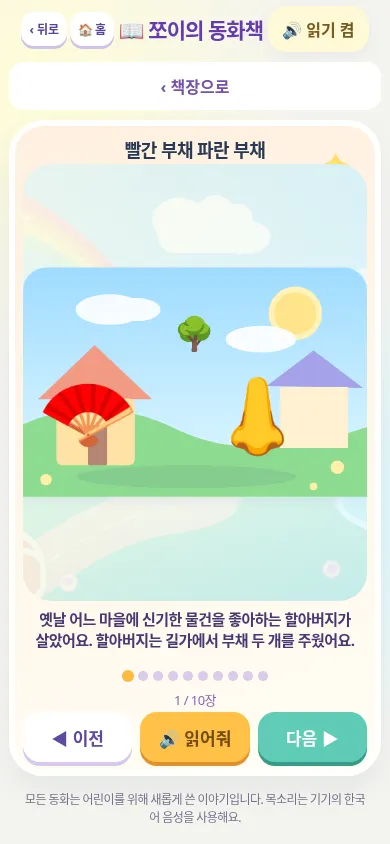 ‹ 뒤로 🏠 홈 📖 쪼이의 동화책 🔊 읽기 켬
‹ 책장으로
빨간 부채 파란 부채
옛날 어느 마을에 신기한 물건을 좋아하는 할아버지가
살았어요. 할아버지는 길가에서 부채 두 개를 주웠어요.
1 / 10장
◀ 이전 🔊 읽어줘 다음 ▶
모든 동화는 어린이를 위해 새롭게 쓴 이야기입니다. 목소리는 기기의 한국
어 음성을 사용해요.